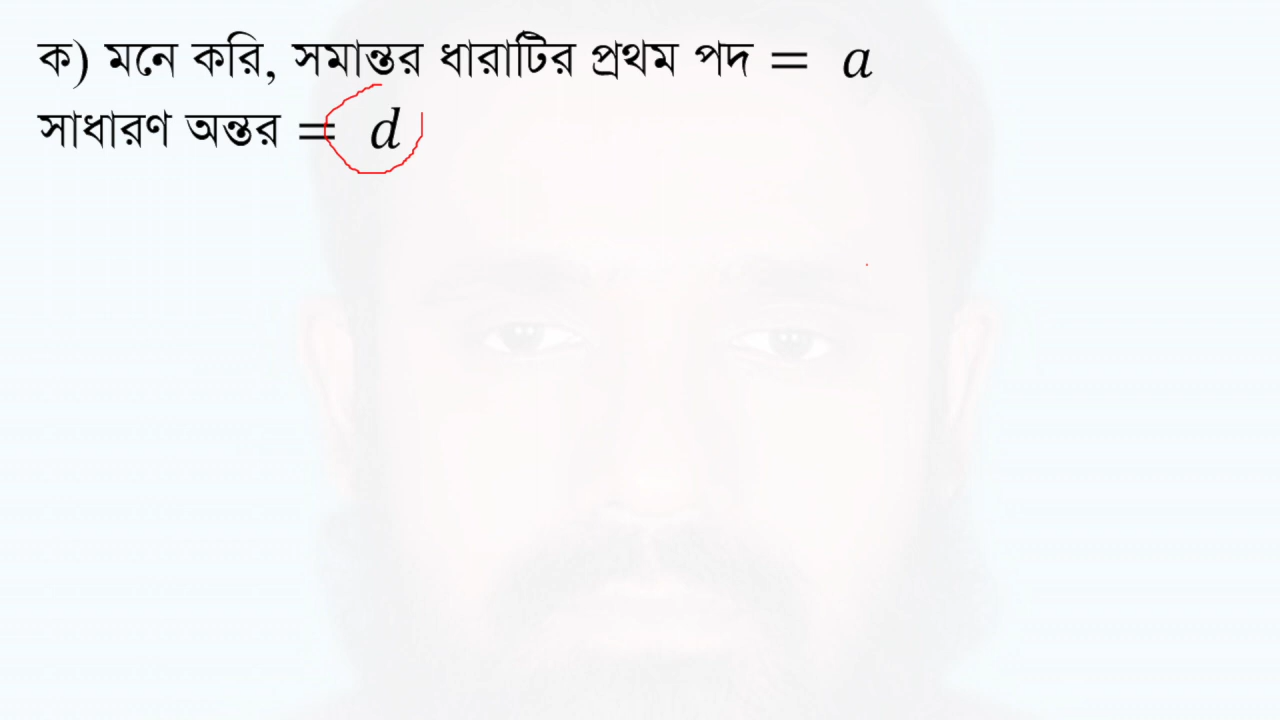 ক) মনে করি, সমান্তর ধারাটির প্রথম পদ = a
সাধারণ অন্তর = d